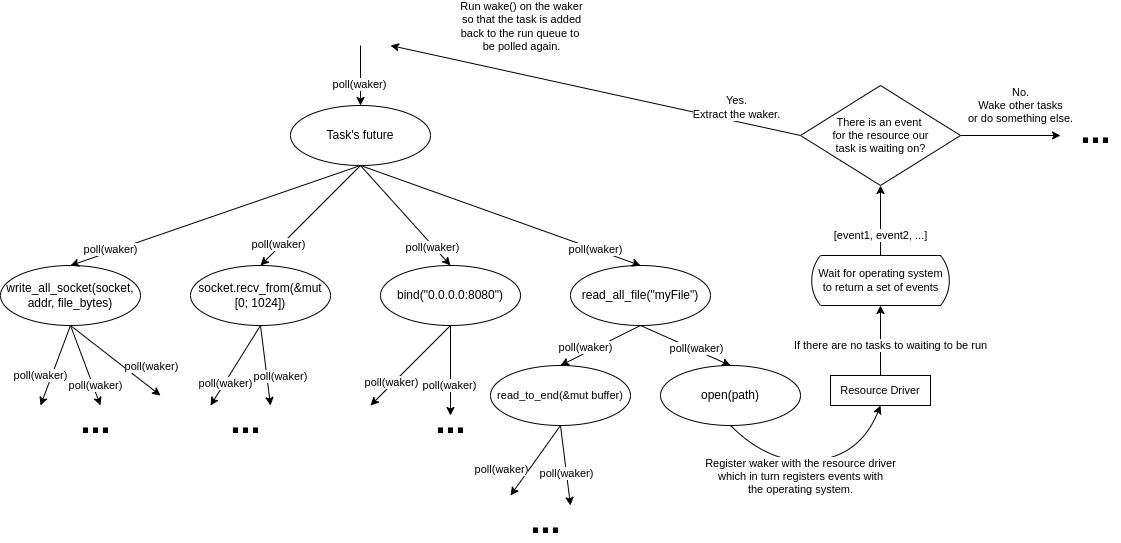 Run wake() on the waker
so that the task is added
back to the run queue to
be polled again.
poll(waker)
Task's future
Yes.
Extract the waker.
There is an event
for the resource our
task is waiting on?
No.
Wake other tasks
or do something else.
...
poll(waker)
poll(waker)
poll(waker)
poll(waker)
[event1, event2, ...]
write_all_socket(socket,
addr, file_bytes)
socket.recv_from(&mut
[0; 1024])
bind("0.0.0.0:8080")
read_all_file("myFile")
Wait for operating system
to return a set of events
poll(waker)
poll(waker)
poll(waker)
poll(waker)
poll(waker)
poll(waker)
poll(waker)
poll(waker)
poll(waker)
If there are no tasks to waiting to be run
...
...
...
read_to_end(&mut buffer)
open(path)
Resource Driver
poll(waker)
poll(waker)
...
Register waker with the resource driver
which in turn registers events with
the operating system.